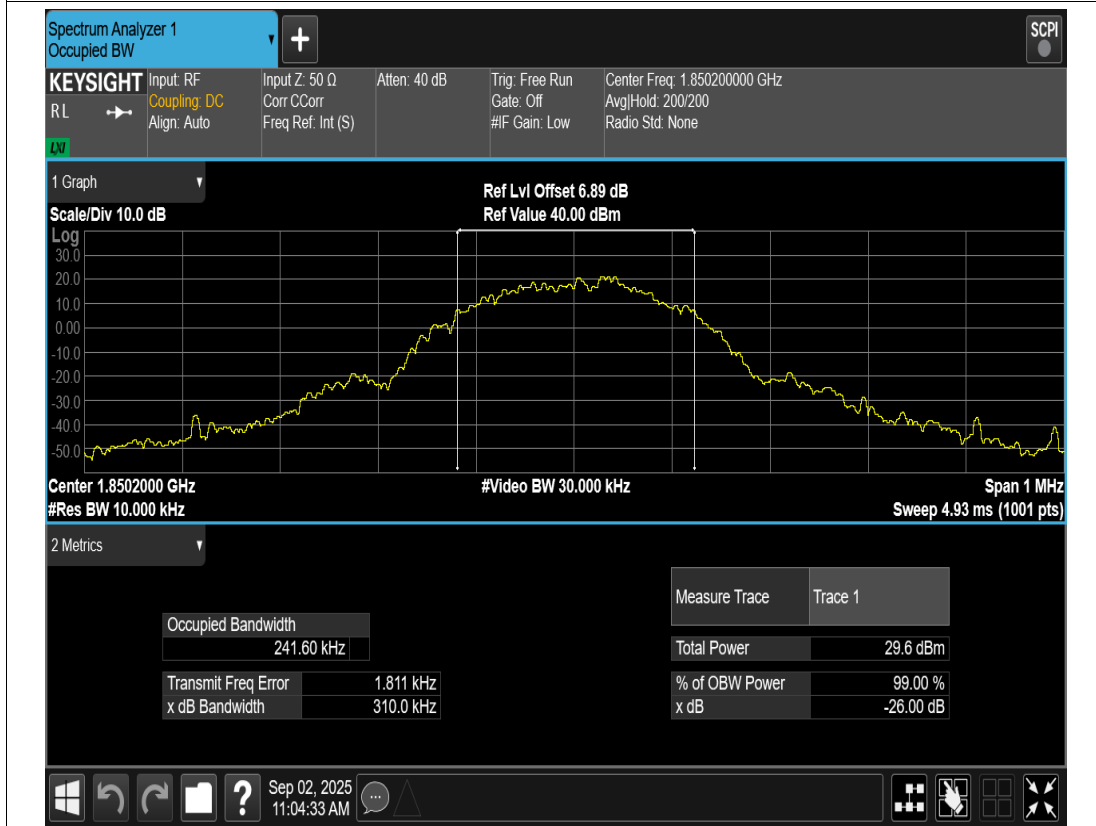 Spectrum Analyzer 1
Occupied BW
+
SCPI
KEYSIGHT
RL
LXI
Input: RF
Coupling: DC
Align: Auto
Input Z: 50 Ω
Corr CCorr
Freq Ref: Int (S)
Atten: 40 dB
Trig: Free Run
Gate: Off
#IF Gain: Low
Center Freq: 1.850200000 GHz
Avg|Hold: 200/200
Radio Std: None
1 Graph
Scale/Div 10.0 dB
Ref Lvl Offset 6.89 dB
Ref Value 40.00 dBm
Log
30.0
20.0
10.0
0.00
-10.0
-20.0
-30.0
-40.0
-50.0
Center 1.8502000 GHz
#Video BW 30.000 kHz
Span 1 MHz
#Res BW 10.000 kHz
Sweep 4.93 ms (1001 pts)
2 Metrics
Occupied Bandwidth
241.60 kHz
Transmit Freq Error 1.811 kHz
x dB Bandwidth 310.0 kHz
Measure Trace Trace 1
Total Power 29.6 dBm
% of OBW Power 99.00 %
x dB -26.00 dB
?
Sep 02, 2025
11:04:33 AM